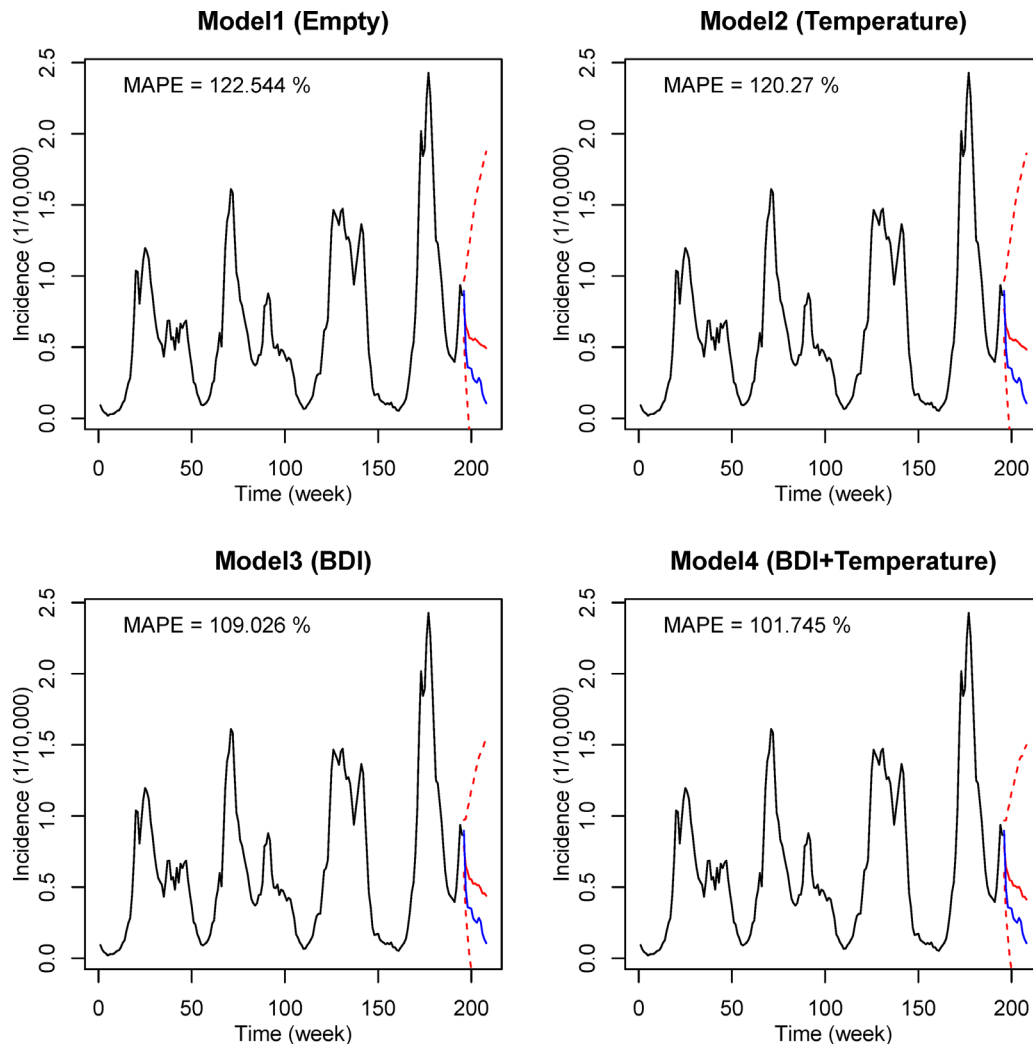 Model1 (Empty)
MAPE = 122.544 %
Incidence (1/10,000)
2.5
2.0
1.5
1.0
0.5
0.0
0 50 100 150 200
Time (week)
Model2 (Temperature)
MAPE = 120.27 %
Incidence (1/10,000)
2.5
2.0
1.5
1.0
0.5
0.0
0 50 100 150 200
Time (week)
Model3 (BDI)
MAPE = 109.026 %
Incidence (1/10,000)
2.5
2.0
1.5
1.0
0.5
0.0
0 50 100 150 200
Time (week)
Model4 (BDI+Temperature)
MAPE = 101.745 %
Incidence (1/10,000)
2.5
2.0
1.5
1.0
0.5
0.0
0 50 100 150 200
Time (week)